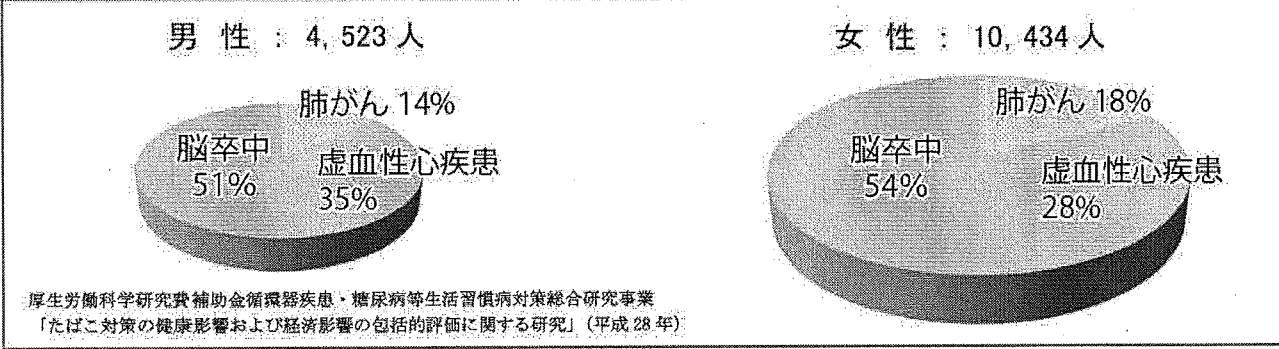 男 性 : 4,523 人
肺がん 14%
脳卒中
51%
虚血性心疾患
35%
女 性 : 10,434 人
肺がん 18%
脳卒中
54%
虚血性心疾患
28%
厚生労働科学研究費補助金循環器疾患・糖尿病等生活習慣病対策総合研究事業
「たばこ対策の健康影響および経済影響の包括的評価に関する研究」(平成 28 年)